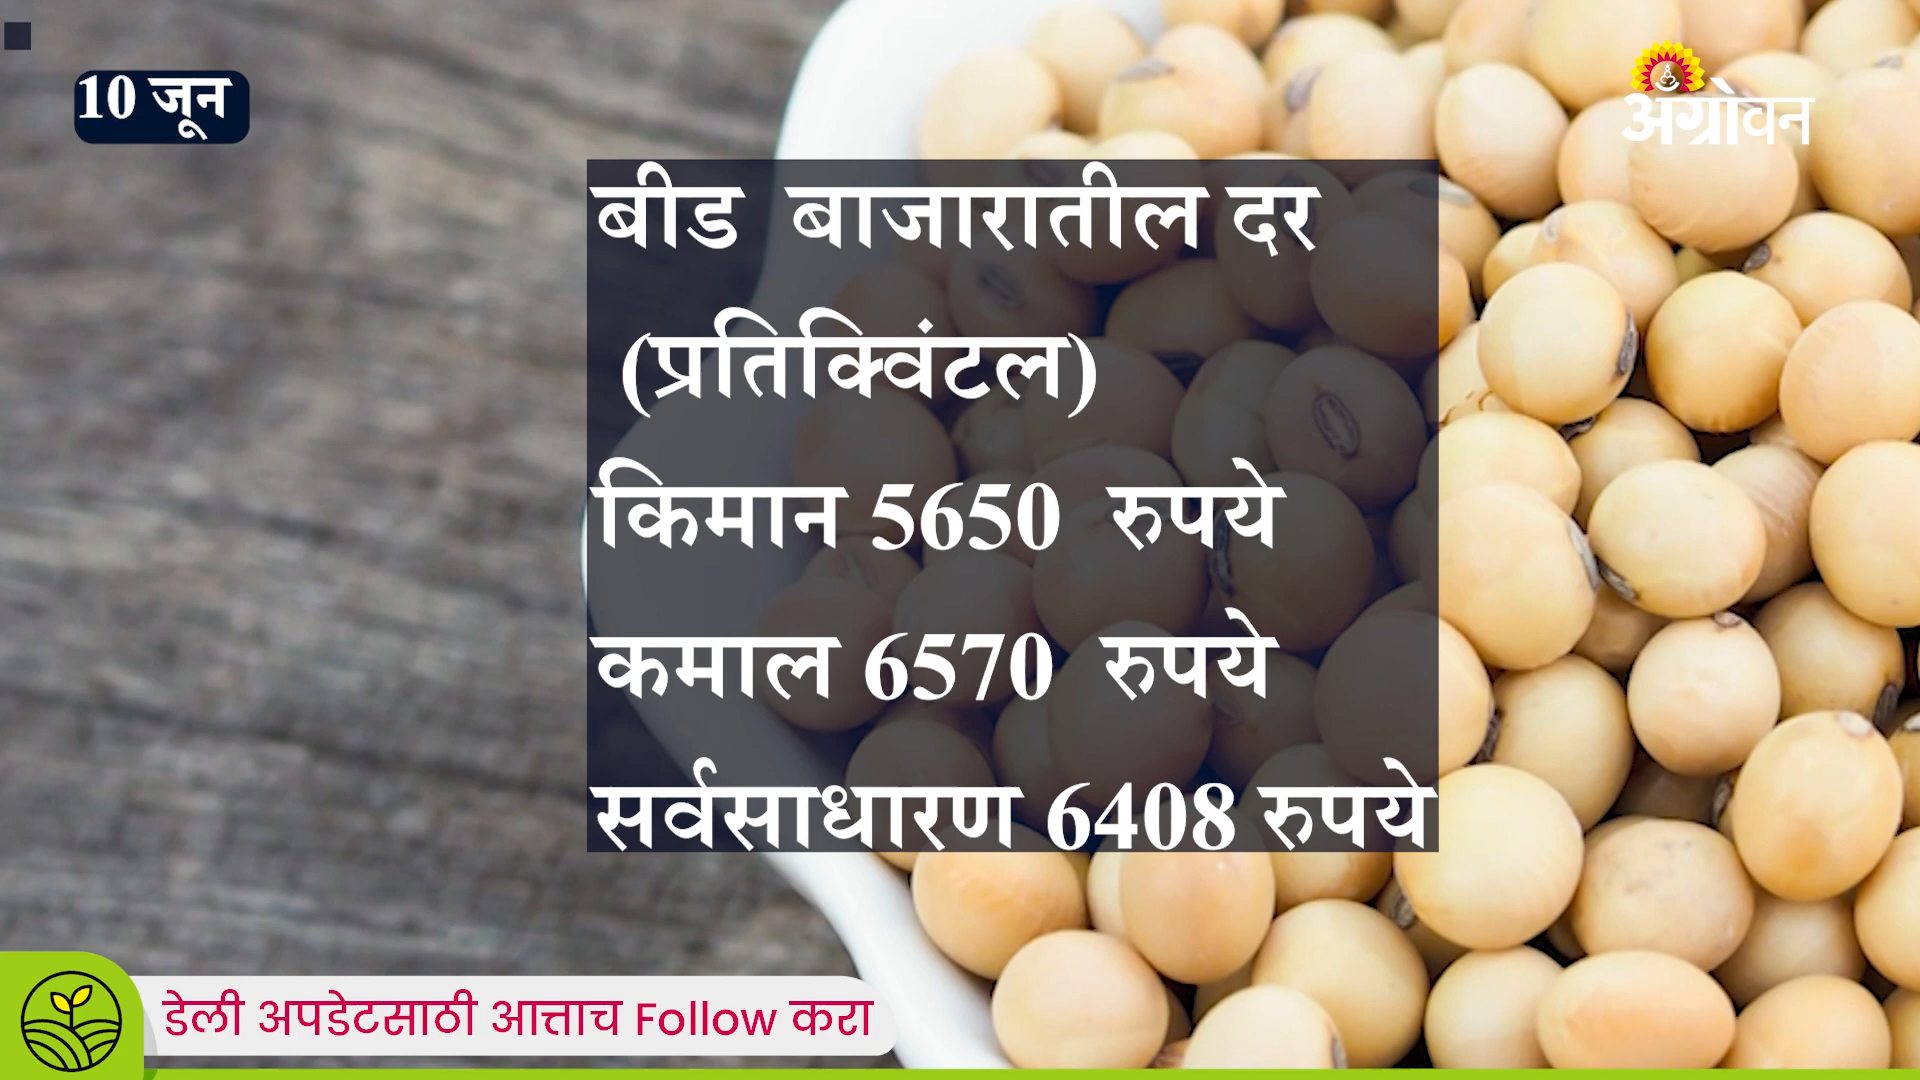 10 जून
अॅग्रोवन
बीड बाजारातील दर
(प्रतिक्विंटल)
किमान 5650 रुपये
कमाल 6570 रुपये
सर्वसाधारण 6408 रुपये
डेली अपडेटसाठी आत्ताच Follow करा